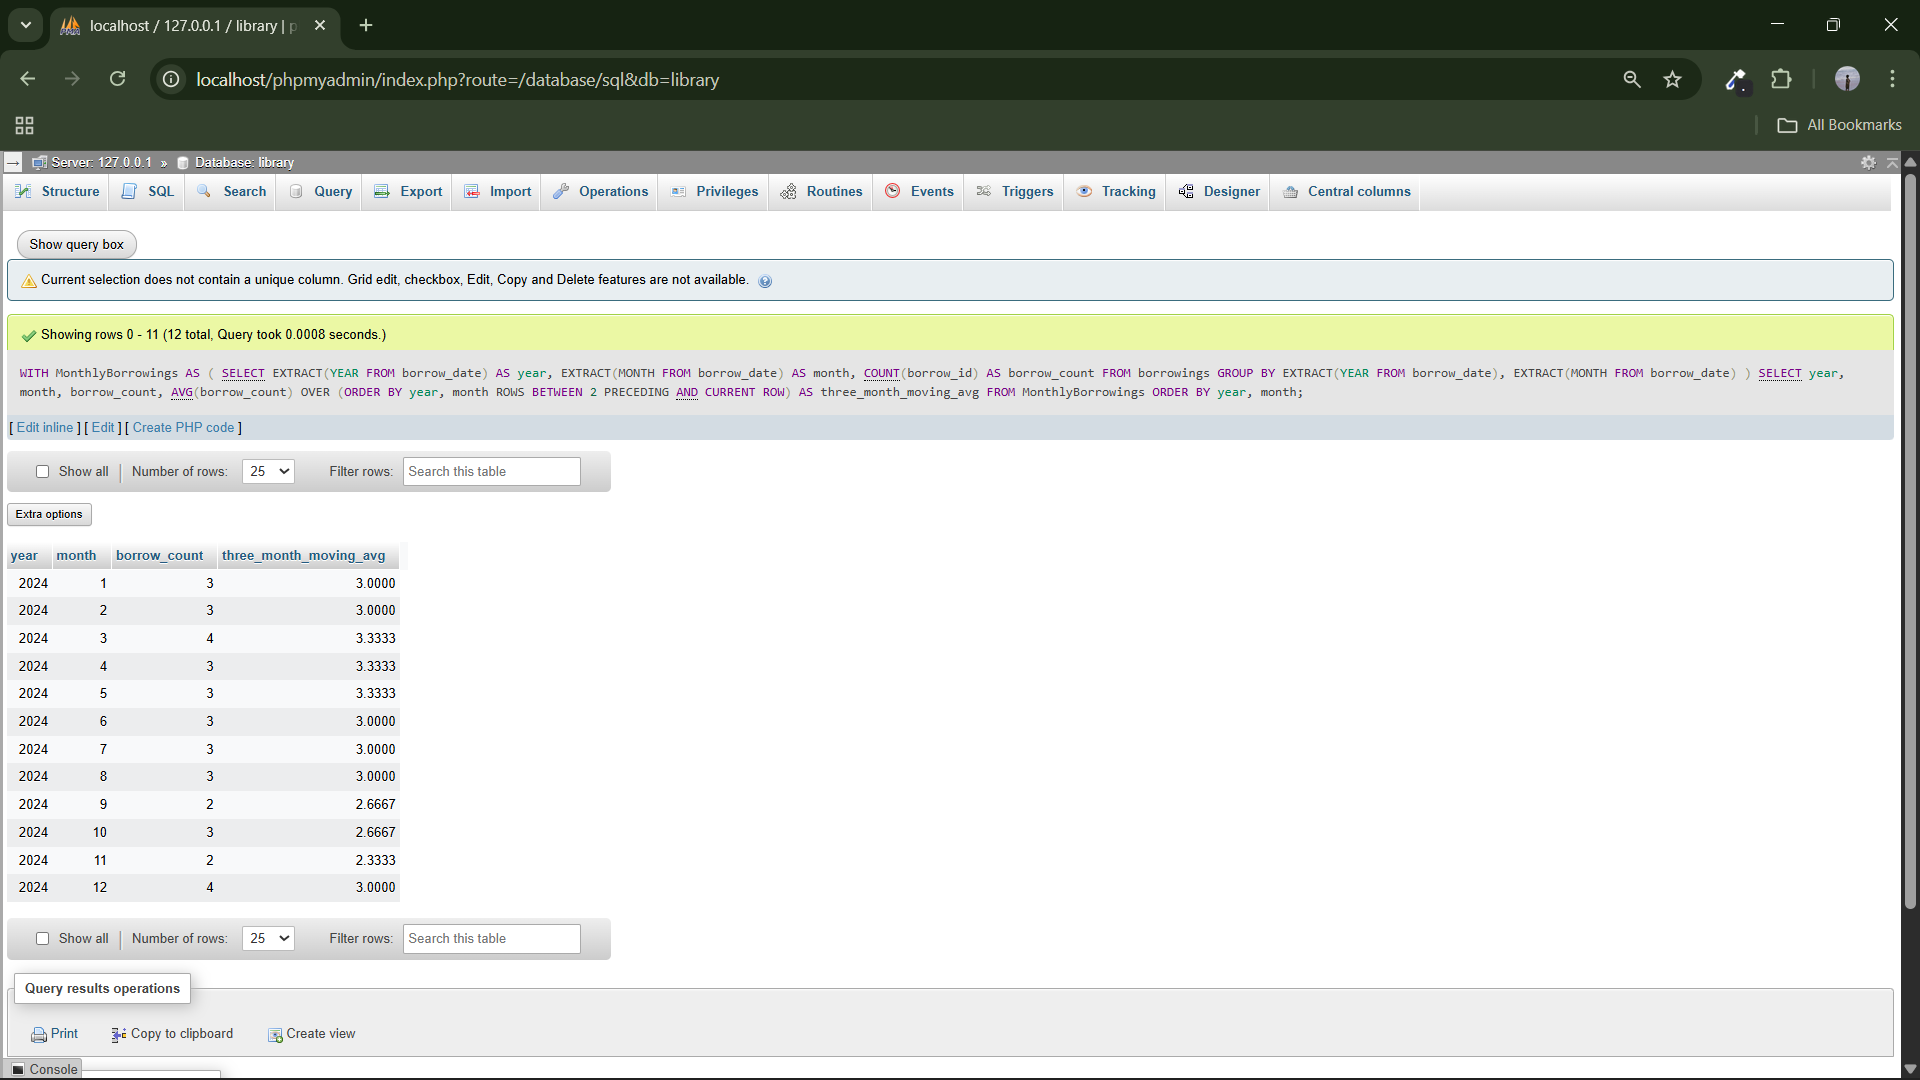 localhost / 127.0.0.1 / library | p
localhost/phpmyadmin/index.php?route=/database/sql&db=library
All Bookmarks
Server: 127.0.0.1 » Database: library
Structure SQL Search Query Export Import Operations Privileges Routines Events Triggers Tracking Designer Central columns
Show query box
Current selection does not contain a unique column. Grid edit, checkbox, Edit, Copy and Delete features are not available.
Showing rows 0 - 11 (12 total, Query took 0.0008 seconds.)
WITH MonthlyBorrowings AS ( SELECT EXTRACT(YEAR FROM borrow_date) AS year, EXTRACT(MONTH FROM borrow_date) AS month, COUNT(borrow_id) AS borrow_count FROM borrowings GROUP BY EXTRACT(YEAR FROM borrow_date), EXTRACT(MONTH FROM borrow_date) ) SELECT year,
month, borrow_count, AVG(borrow_count) OVER (ORDER BY year, month ROWS BETWEEN 2 PRECEDING AND CURRENT ROW) AS three_month_moving_avg FROM MonthlyBorrowings ORDER BY year, month;
[ Edit inline ] [ Edit ] [ Create PHP code ]
Show all Number of rows: 25 Filter rows: Search this table
Extra options
year month borrow_count three_month_moving_avg
2024 1 3 3.0000
2024 2 3 3.0000
2024 3 4 3.3333
2024 4 3 3.3333
2024 5 3 3.3333
2024 6 3 3.0000
2024 7 3 3.0000
2024 8 3 3.0000
2024 9 2 2.6667
2024 10 3 2.6667
2024 11 2 2.3333
2024 12 4 3.0000
Show all Number of rows: 25 Filter rows: Search this table
Query results operations
Print Copy to clipboard Create view
Console